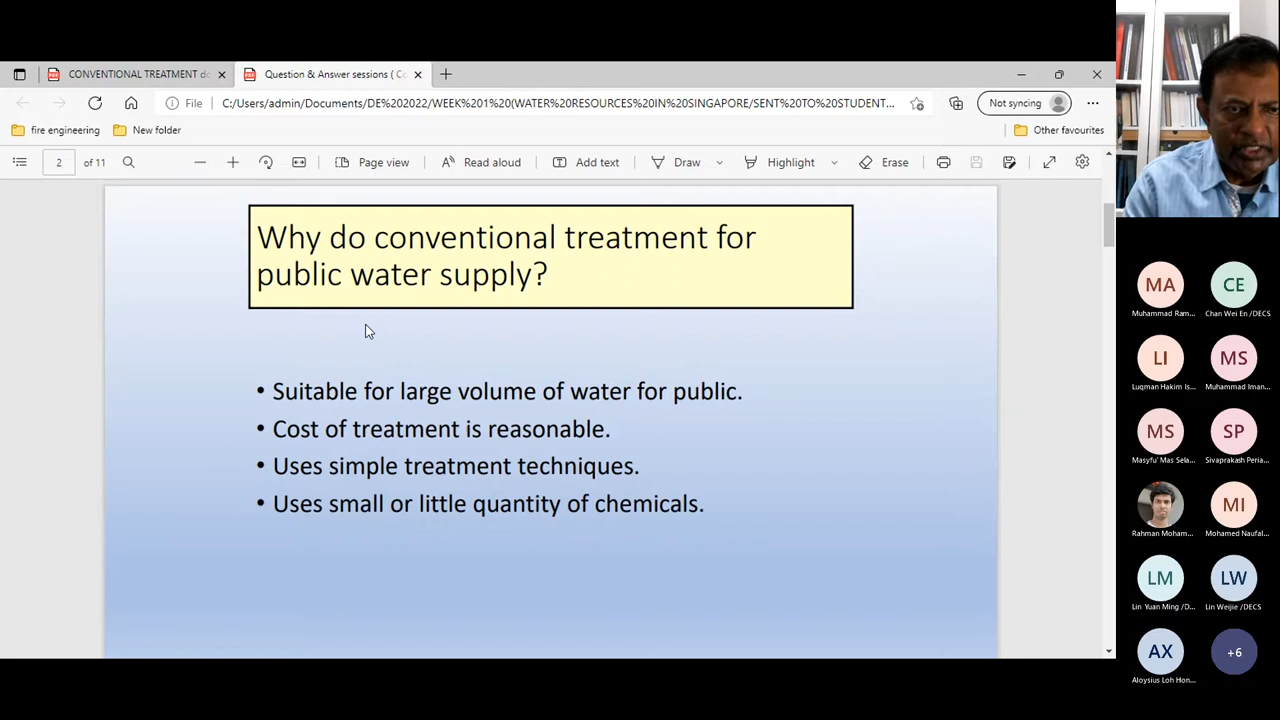 CONVENTIONAL TREATMENT do
Question & Answer sessions ( Co
File
C:/Users/admin/Documents/DE%202022/WEEK%201%20(WATER%20RESOURCES%20IN%20SINGAPORE/SENT%20TO%20STUDENT...
Not syncing
fire engineering
New folder
Other favourites
2
of 11
Page view
Read aloud
Add text
Draw
Highlight
Erase
Why do conventional treatment for
public water supply?
• Suitable for large volume of water for public.
• Cost of treatment is reasonable.
• Uses simple treatment techniques.
• Uses small or little quantity of chemicals.
MA
CE
Muhammad Ram...
Chan Wei En /DECS
LI
MS
Luqman Hakim Is...
Muhammad Iman...
MS
SP
Masyfu' Mas Sela...
Sivaprakash Peria...
MI
Rahman Moham...
Mohamed Naufal...
LM
LW
Lin Yuan Ming /D...
Lin Weijie /DECS
AX
+6
Aloysius Loh Hon...